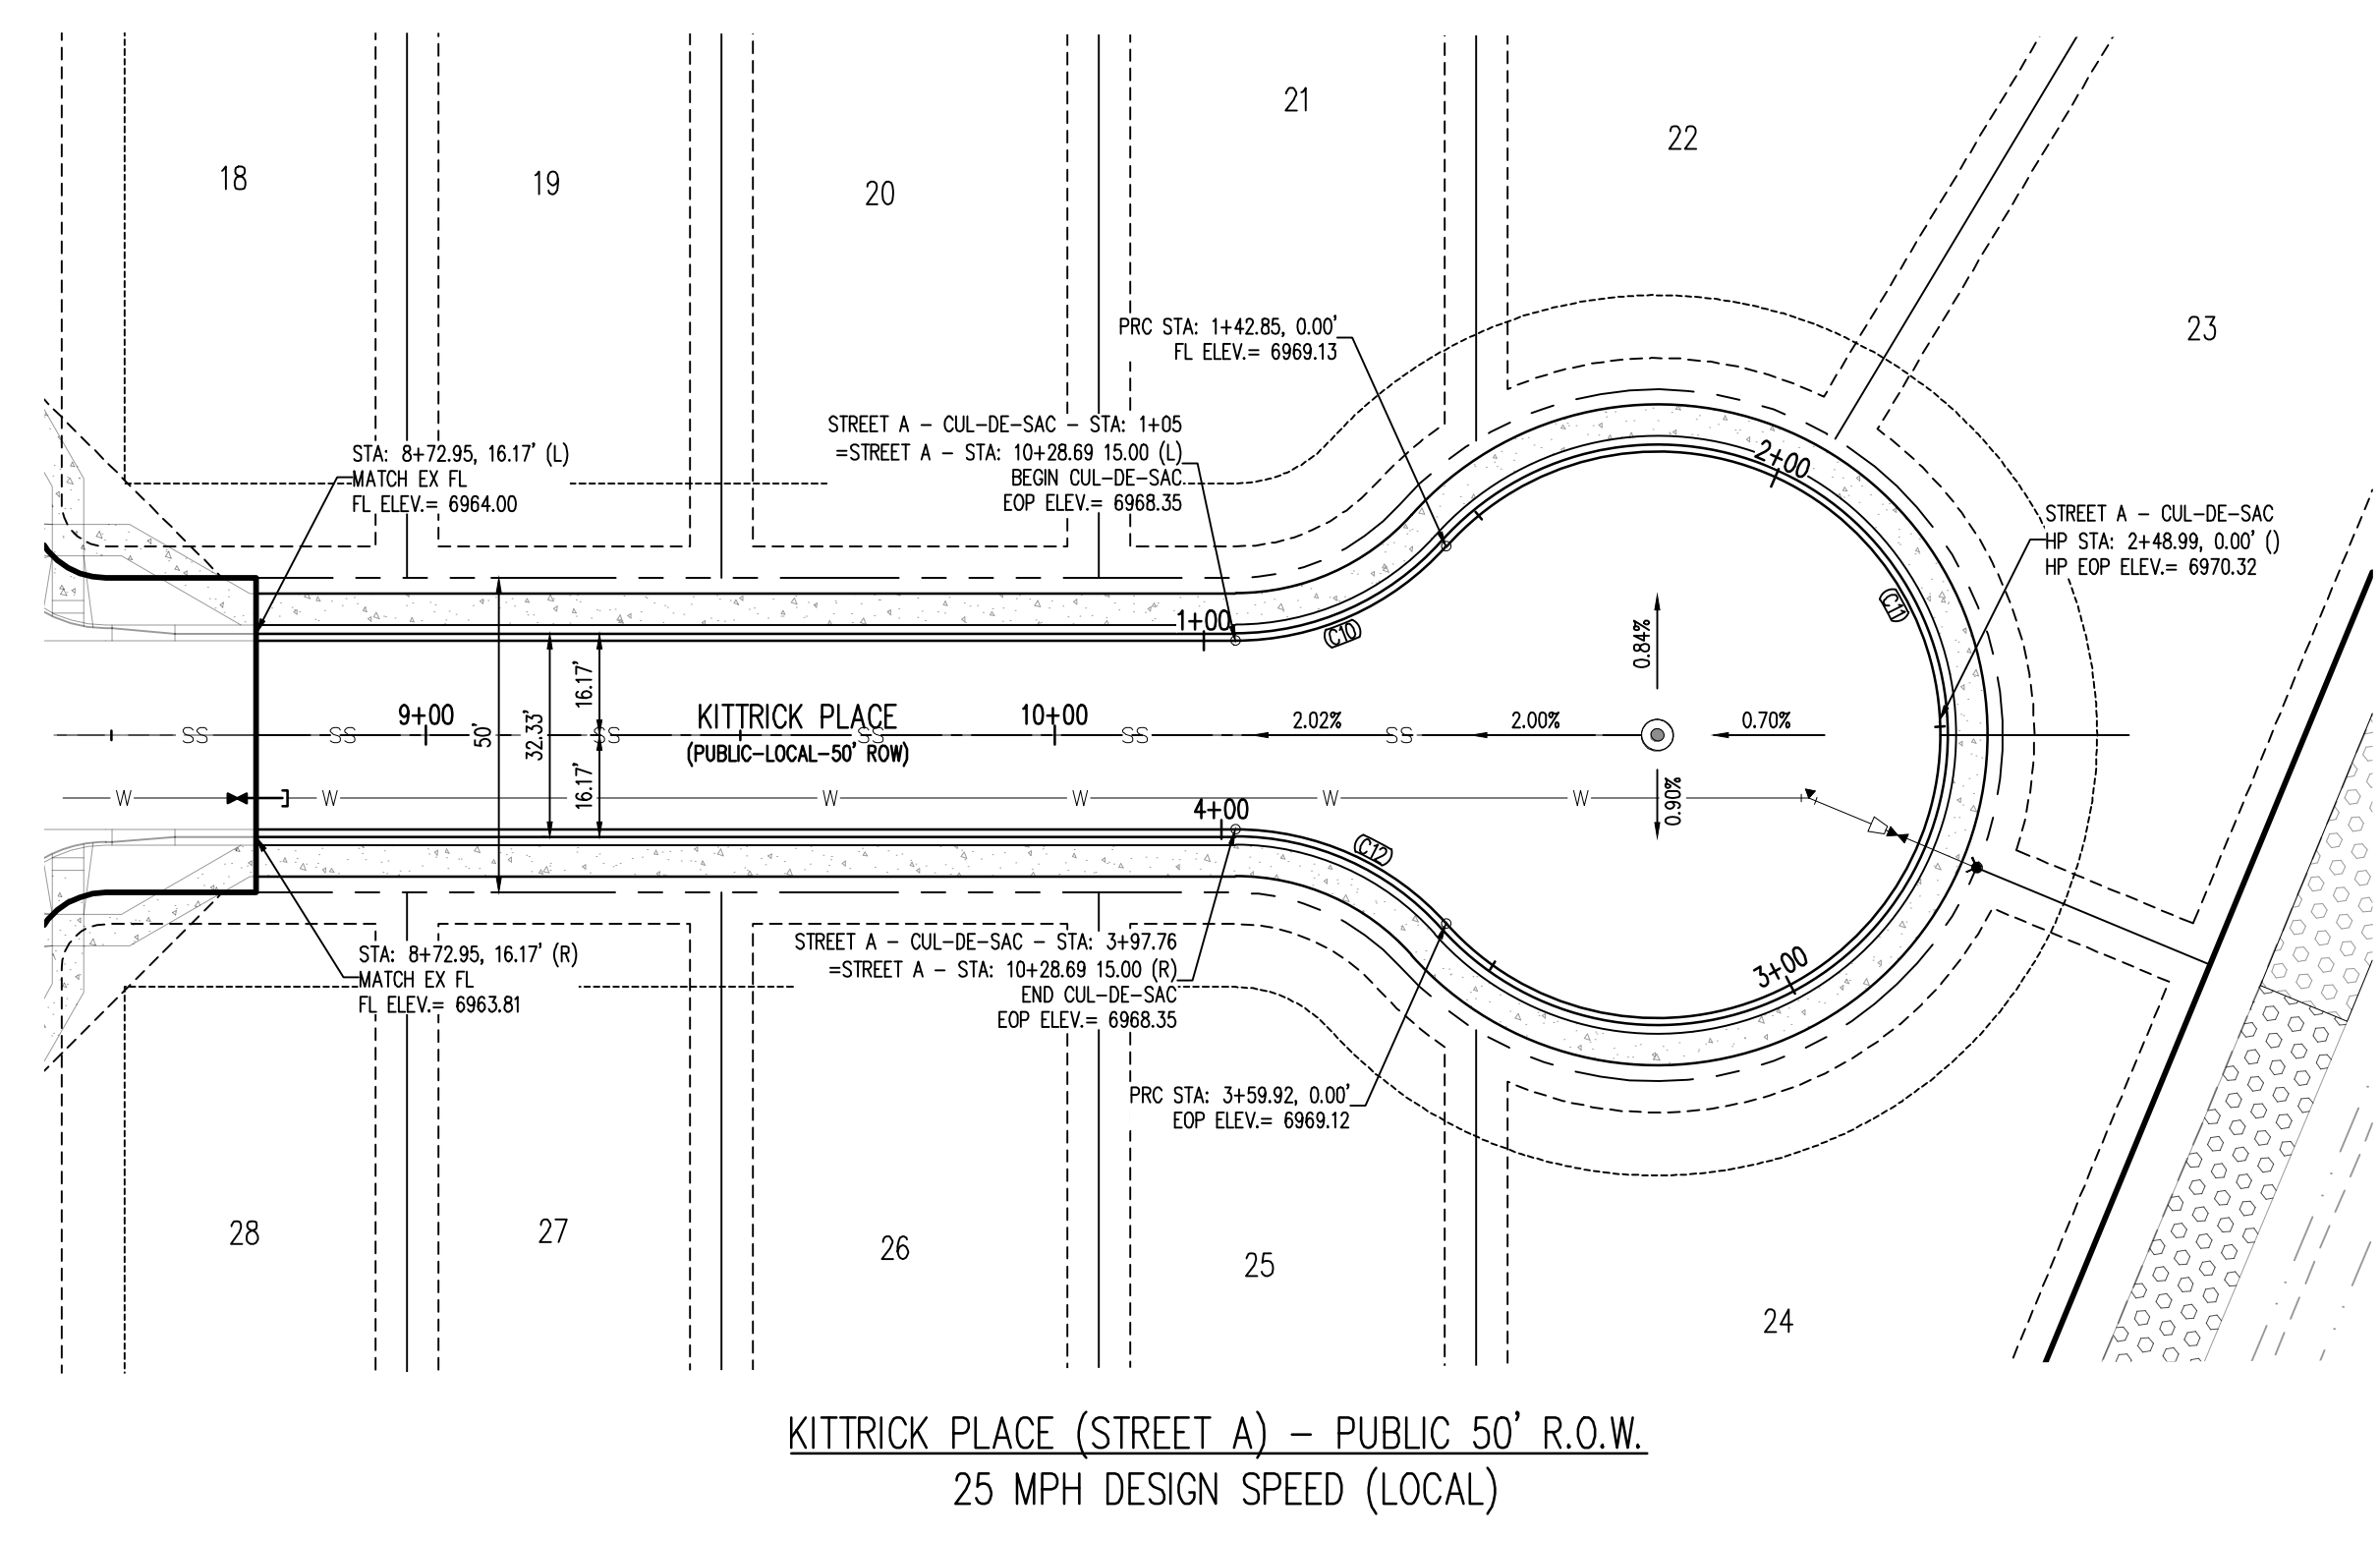 21
22
18
19
20
23
PRC STA: 1+42.85, 0.00'
FL ELEV.= 6969.13
STREET A - CUL-DE-SAC - STA: 1+05
=STREET A - STA: 10+28.69 15.00 (L)
BEGIN CUL-DE-SAC
EOP ELEV.= 6968.35
STA: 8+72.95, 16.17' (L)
MATCH EX FL
FL ELEV.= 6964.00
2+00
STREET A - CUL-DE-SAC
HP STA: 2+48.99, 0.00' ()
HP EOP ELEV.= 6970.32
C11
1+00
C10
0.84%
16.17'
50'
32.33'
16.17'
9+00
KITTRICK PLACE
(PUBLIC-LOCAL-50' ROW)
10+00
2.02%
2.00%
0.70%
SS SS SS SS SS SS
W W W W W W
0.90%
4+00
C12
STREET A - CUL-DE-SAC - STA: 3+97.76
=STREET A - STA: 10+28.69 15.00 (R)
END CUL-DE-SAC
EOP ELEV.= 6968.35
STA: 8+72.95, 16.17' (R)
MATCH EX FL
FL ELEV.= 6963.81
3+00
PRC STA: 3+59.92, 0.00'
EOP ELEV.= 6969.12
28
27
26
25
24
KITTRICK PLACE (STREET A) - PUBLIC 50' R.O.W.
25 MPH DESIGN SPEED (LOCAL)